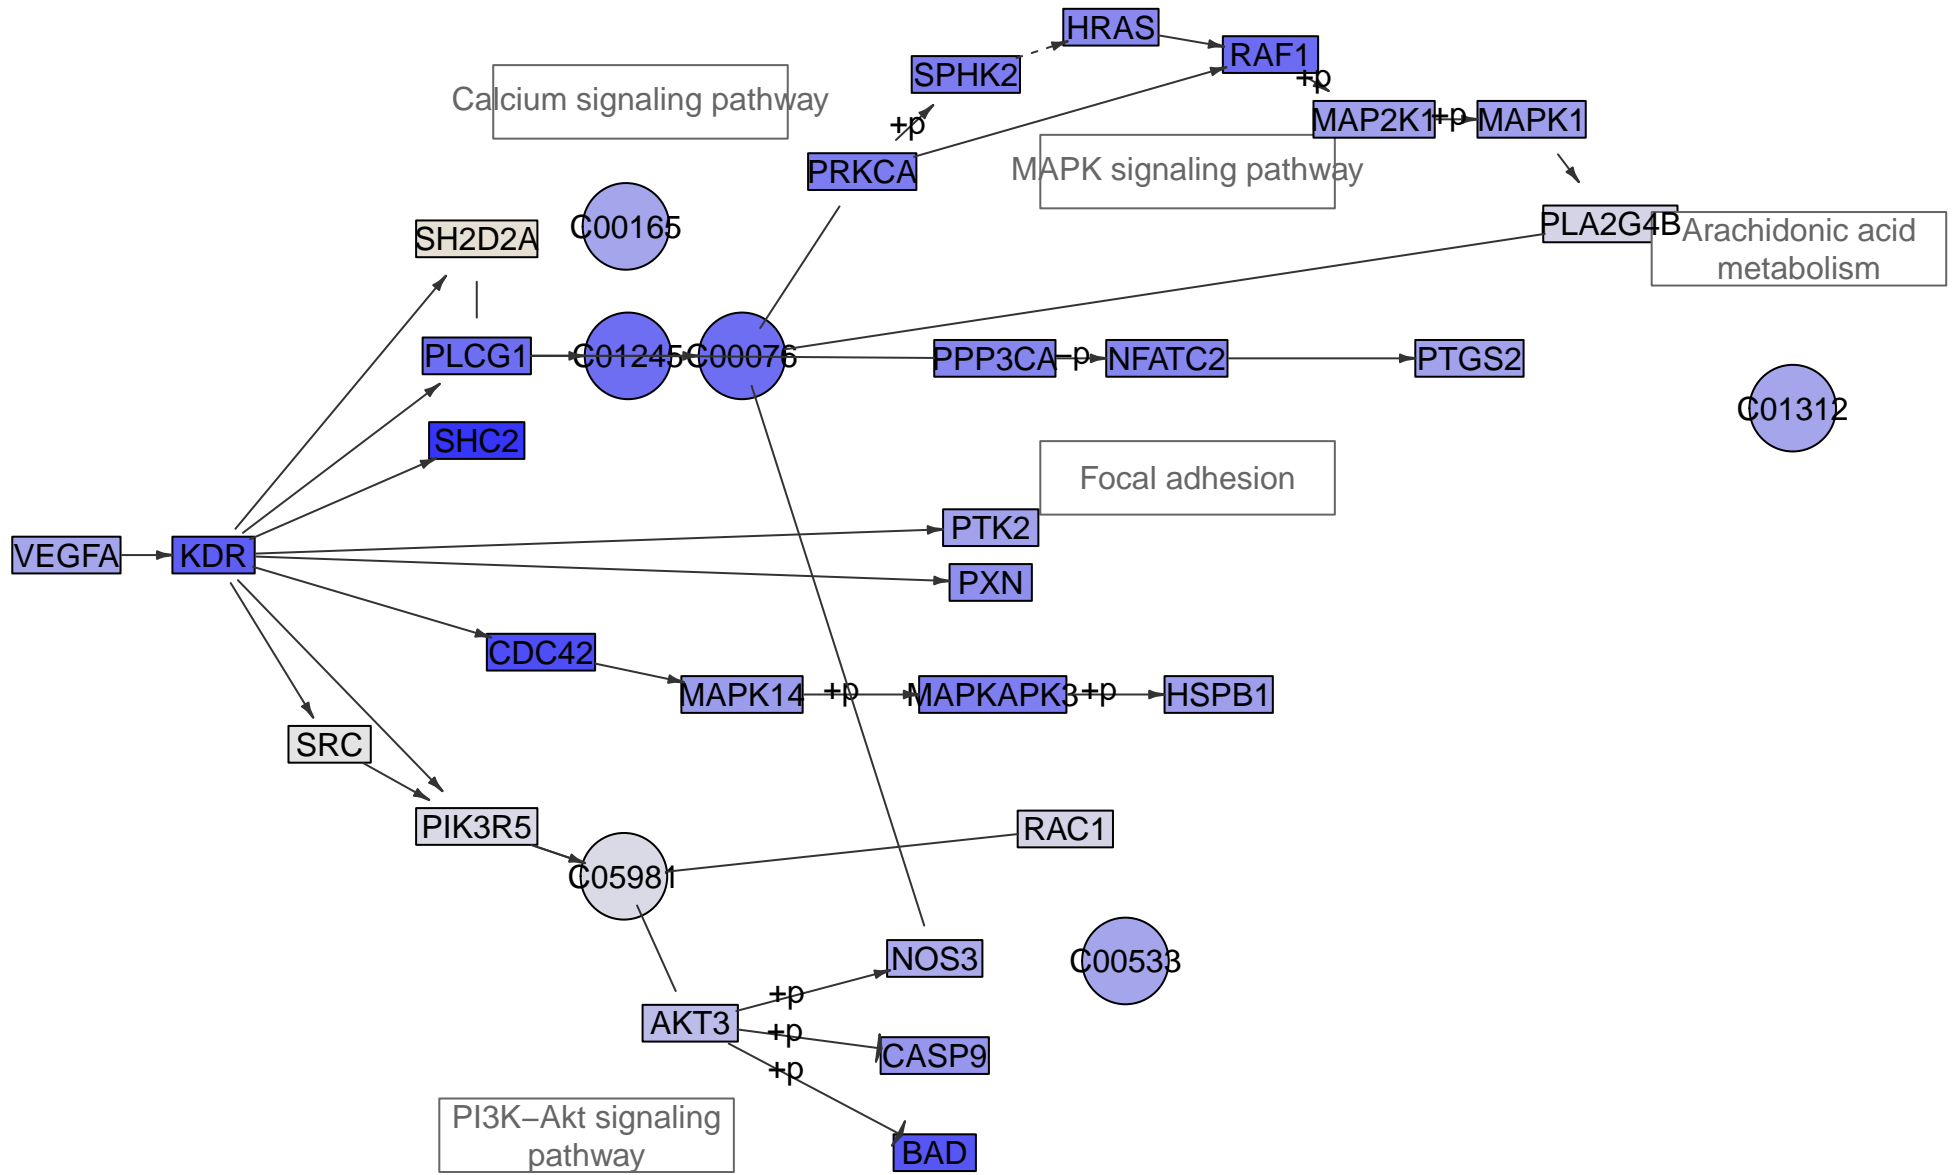 HRAS
RAF1
SPHK2
+p
Calcium signaling pathway
MAP2K1
+p
MAPK1
+p
PRKCA
MAPK signaling pathway
C00165
SH2D2A
PLA2G4B
Arachidonic acid
metabolism
PLCG1
C01245
C00076
PPP3CA
-p
NFATC2
PTGS2
C01312
SHC2
Focal adhesion
PTK2
VEGFA
KDR
PXN
CDC42
MAPK14
+p
MAPKAPK3
+p
HSPB1
SRC
PIK3R5
RAC1
C05981
NOS3
C00533
+p
AKT3
+p
CASP9
+p
PI3K–Akt signaling
pathway
BAD